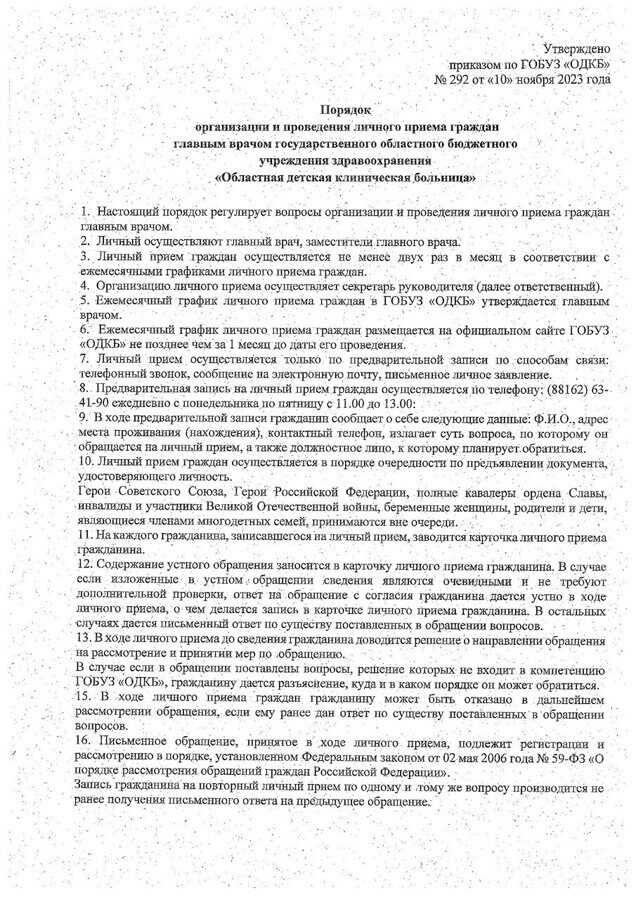 Утверждено
приказом по ГОБУЗ «ОДКБ»
№ 292 от «10» ноября 2023 года
Порядок
организации и проведения личного приема граждан
главным врачом государственного областного бюджетного
учреждения здравоохранения
«Областная детская клиническая больница»
1. Настоящий порядок регулирует вопросы организации и проведения личного приема граждан
главным врачом.
2. Личный осуществляют главный врач, заместители главного врача.
3. Личный прием граждан осуществляется не менее двух раз в месяц в соответствии с
ежемесячными графиками личного приема граждан.
4. Организацию личного приема осуществляет секретарь руководителя (далее ответственный).
5. Ежемесячный график личного приема граждан в ГОБУЗ «ОДКБ» утверждается главным
врачом.
6. Ежемесячный график личного приема граждан размещается на официальном сайте ГОБУЗ
«ОДКБ» не позднее чем за 1 месяц до даты его проведения.
7. Личный прием осуществляется только по предварительной записи по способам связи:
телефонный звонок, сообщение на электронную почту, письменное личное заявление.
8. Предварительная запись на личный прием граждан осуществляется по телефону: (88162) 63-
41-90 ежедневно с понедельника по пятницу с 11.00 до 13.00:
9. В ходе предварительной записи гражданин сообщает о себе следующие данные: Ф.И.О., адрес
места проживания (нахождения), контактный телефон, излагает суть вопроса, по которому он
обращается на личный прием, а также должностное лицо, к которому планирует обратиться.
10. Личный прием граждан осуществляется в порядке очередности по предъявлении документа,
удостоверяющего личность.
Герои Советского Союза, Герои Российской Федерации, полные кавалеры ордена Славы,
инвалиды и участники Великой Отечественной войны, беременные женщины, родители и дети,
являющиеся членами многодетных семей, принимаются вне очереди.
11. На каждого гражданина, записавшегося на личный прием, заводится карточка личного приема
гражданина.
12. Содержание устного обращения заносится в карточку личного приема гражданина. В случае
если изложенные в устном обращении сведения являются очевидными и не требуют
дополнительной проверки, ответ на обращение с согласия гражданина дается устно в ходе
личного приема, о чем делается запись в карточке личного приема гражданина. В остальных
случаях дается письменный ответ по существу поставленных в обращении вопросов.
13. В ходе личного приема до сведения гражданина доводится решение о направлении обращения
на рассмотрение и принятии мер по обращению.
В случае если в обращении поставлены вопросы, решение которых не входит в компетенцию
ГОБУЗ «ОДКБ», гражданину дается разъяснение, куда и в каком порядке он может обратиться.
15. В ходе личного приема граждан гражданину может быть отказано в дальнейшем
рассмотрении обращения, если ему ранее дан ответ по существу поставленных в обращении
вопросов.
16. Письменное обращение, принятое в ходе личного приема, подлежит регистрации и
рассмотрению в порядке, установленном Федеральным законом от 02 мая 2006 года № 59-ФЗ «О
порядке рассмотрения обращений граждан Российской Федерации».
Запись гражданина на повторный личный прием по одному и тому же вопросу производится не
ранее получения письменного ответа на предыдущее обращение.